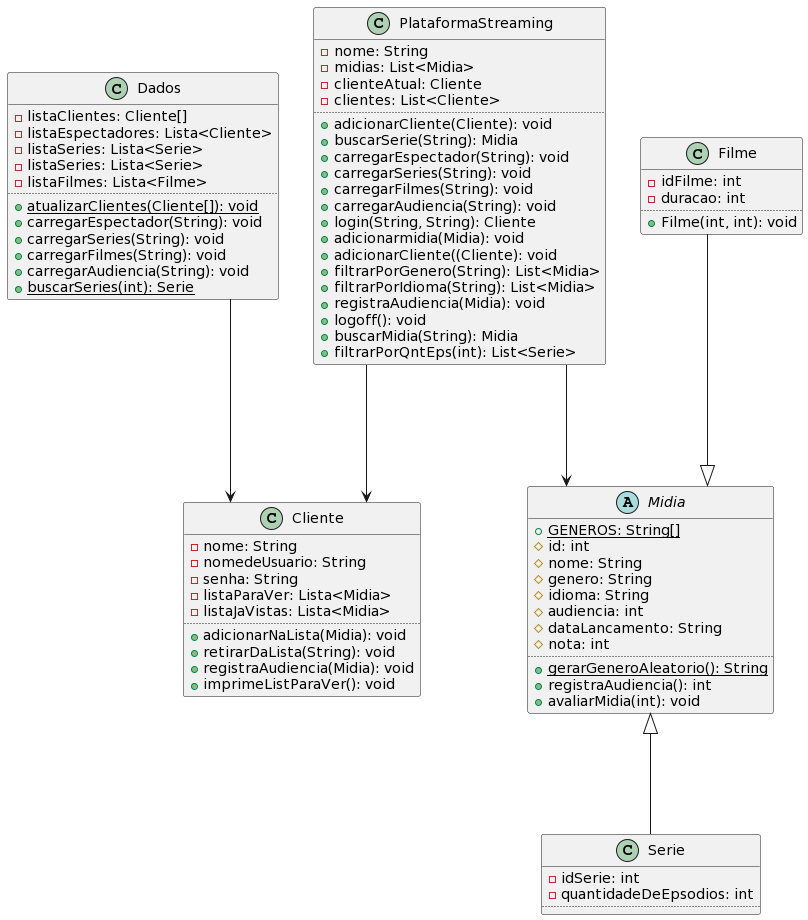 C Dados
listaClientes: Cliente[]
listaEspectadores: Lista<Cliente>
listaSeries: Lista<Serie>
listaSeries: Lista<Serie>
listaFilmes: Lista<Filme>
atualizarClientes(Cliente[]): void
carregarEspectador(String): void
carregarSeries(String): void
carregarFilmes(String): void
carregarAudiencia(String): void
buscarSeries(int): Serie
C PlataformaStreaming
nome: String
midias: List<Midia>
clienteAtual: Cliente
clientes: List<Cliente>
adicionarCliente(Cliente): void
buscarSerie(String): Midia
carregarEspectador(String): void
carregarSeries(String): void
carregarFilmes(String): void
carregarAudiencia(String): void
login(String, String): Cliente
adicionarmidia(Midia): void
adicionarCliente((Cliente): void
filtrarPorGenero(String): List<Midia>
filtrarPorIdioma(String): List<Midia>
registraAudiencia(Midia): void
logoff(): void
buscarMidia(String): Midia
filtrarPorQntEps(int): List<Serie>
C Filme
idFilme: int
duracao: int
Filme(int, int): void
C Cliente
nome: String
nomedeUsuario: String
senha: String
listaParaVer: Lista<Midia>
listaJaVistas: Lista<Midia>
adicionarNaLista(Midia): void
retirarDaLista(String): void
registraAudiencia(Midia): void
imprimeListParaVer(): void
A Midia
GENEROS: String[]
id: int
nome: String
genero: String
idioma: String
audiencia: int
dataLancamento: String
nota: int
gerarGeneroAleatorio(): String
registraAudiencia(): int
avaliarMidia(int): void
C Serie
idSerie: int
quantidadeDeEpsodios: int